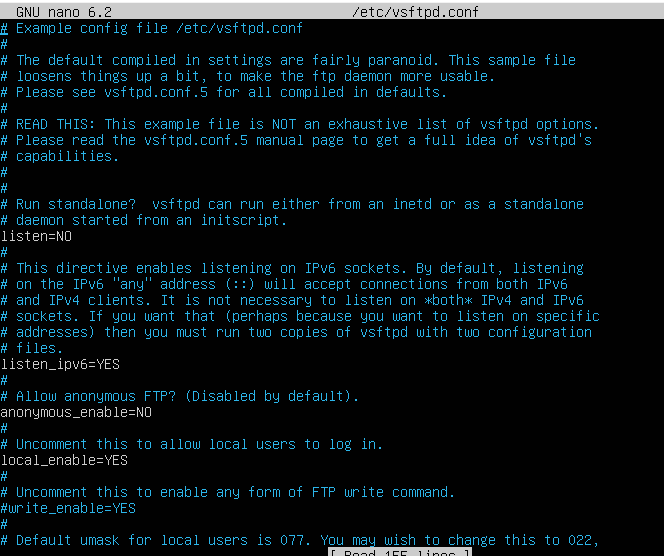 GNU nano 6.2 /etc/vsftpd.conf
# Example config file /etc/vsftpd.conf
#
# The default compiled in settings are fairly paranoid. This sample file
# loosens things up a bit, to make the ftp daemon more usable.
# Please see vsftpd.conf.5 for all compiled in defaults.
#
# READ THIS: This example file is NOT an exhaustive list of vsftpd options.
# Please read the vsftpd.conf.5 manual page to get a full idea of vsftpd's
# capabilities.
#
#
# Run standalone?  vsftpd can run either from an inetd or as a standalone
# daemon started from an initscript.
listen=NO
#
# This directive enables listening on IPv6 sockets. By default, listening
# on the IPv6 "any" address (::) will accept connections from both IPv6
# and IPv4 clients. It is not necessary to listen on *both* IPv4 and IPv6
# sockets. If you want that (perhaps because you want to listen on specific
# addresses) then you must run two copies of vsftpd with two configuration
# files.
listen_ipv6=YES
#
# Allow anonymous FTP? (Disabled by default).
anonymous_enable=NO
#
# Uncomment this to allow local users to log in.
local_enable=YES
#
# Uncomment this to enable any form of FTP write command.
#write_enable=YES
#
# Default umask for local users is 077. You may wish to change this to 022,
[ Read 155 lines ]